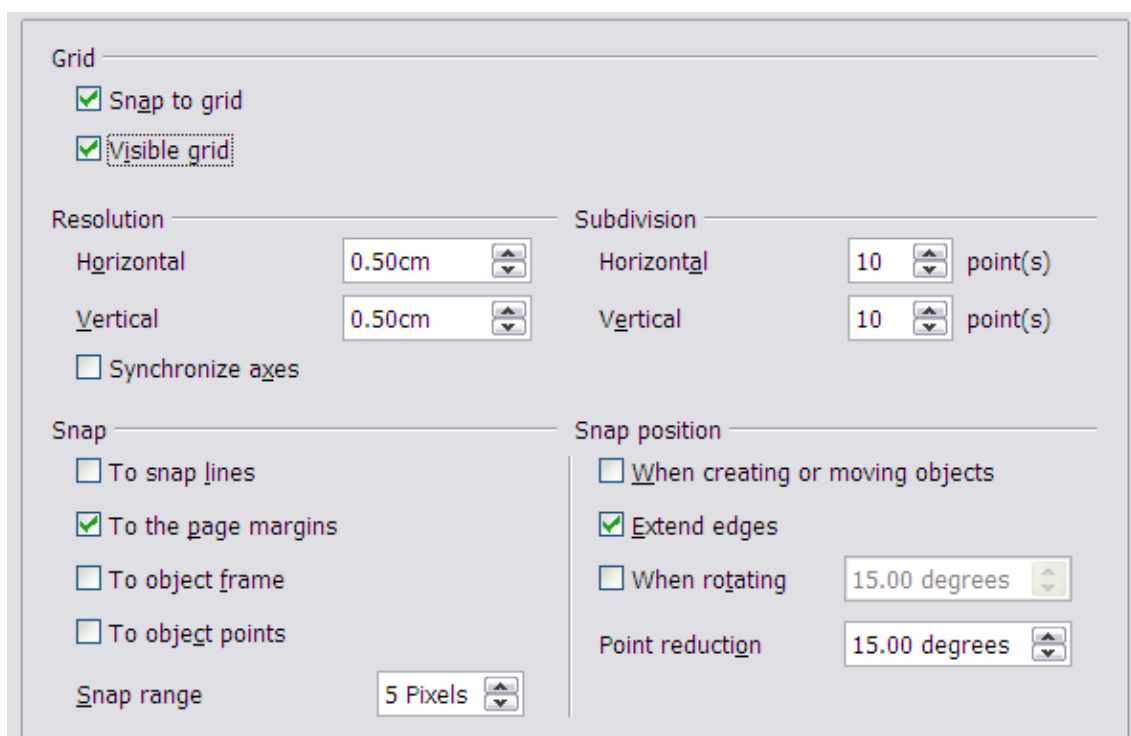 Grid
Snap to grid
Visible grid
Resolution
Horizontal 0.50cm
Vertical 0.50cm
Synchronize axes
Subdivision
Horizontal 10 point(s)
Vertical 10 point(s)
Snap
To snap lines
To the page margins
To object frame
To object points
Snap range 5 Pixels
Snap position
When creating or moving objects
Extend edges
When rotating 15.00 degrees
Point reduction 15.00 degrees